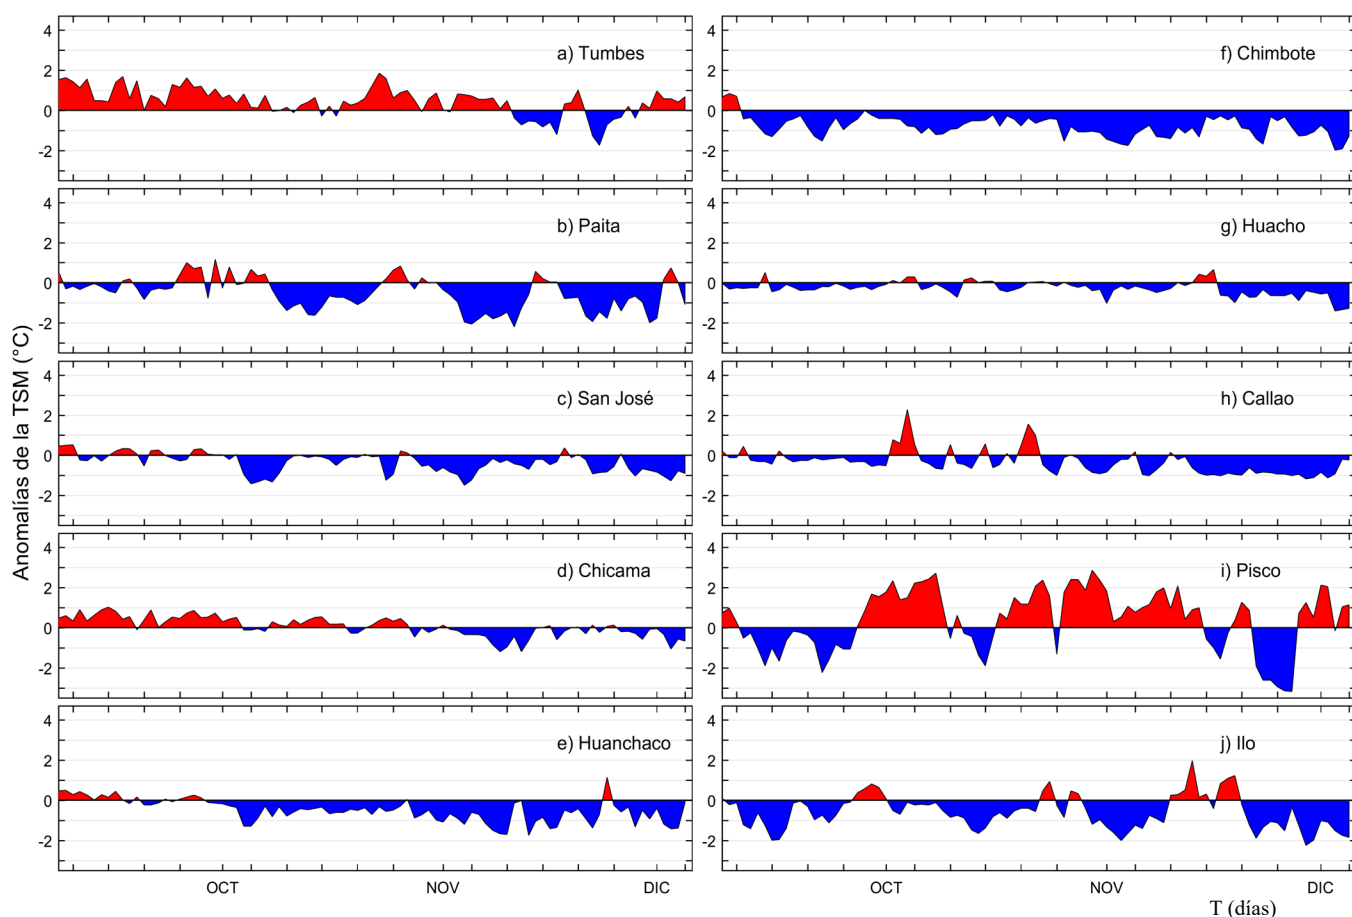 Anomalías de la TSM (°C)
a) Tumbes
4
2
0
-2
b) Paita
4
2
0
-2
c) San José
4
2
0
-2
d) Chicama
4
2
0
-2
e) Huanchaco
4
2
0
-2
OCT NOV DIC
f) Chimbote
4
2
0
-2
g) Huacho
4
2
0
-2
h) Callao
4
2
0
-2
i) Pisco
4
2
0
-2
j) Ilo
4
2
0
-2
OCT NOV DIC
T (días)